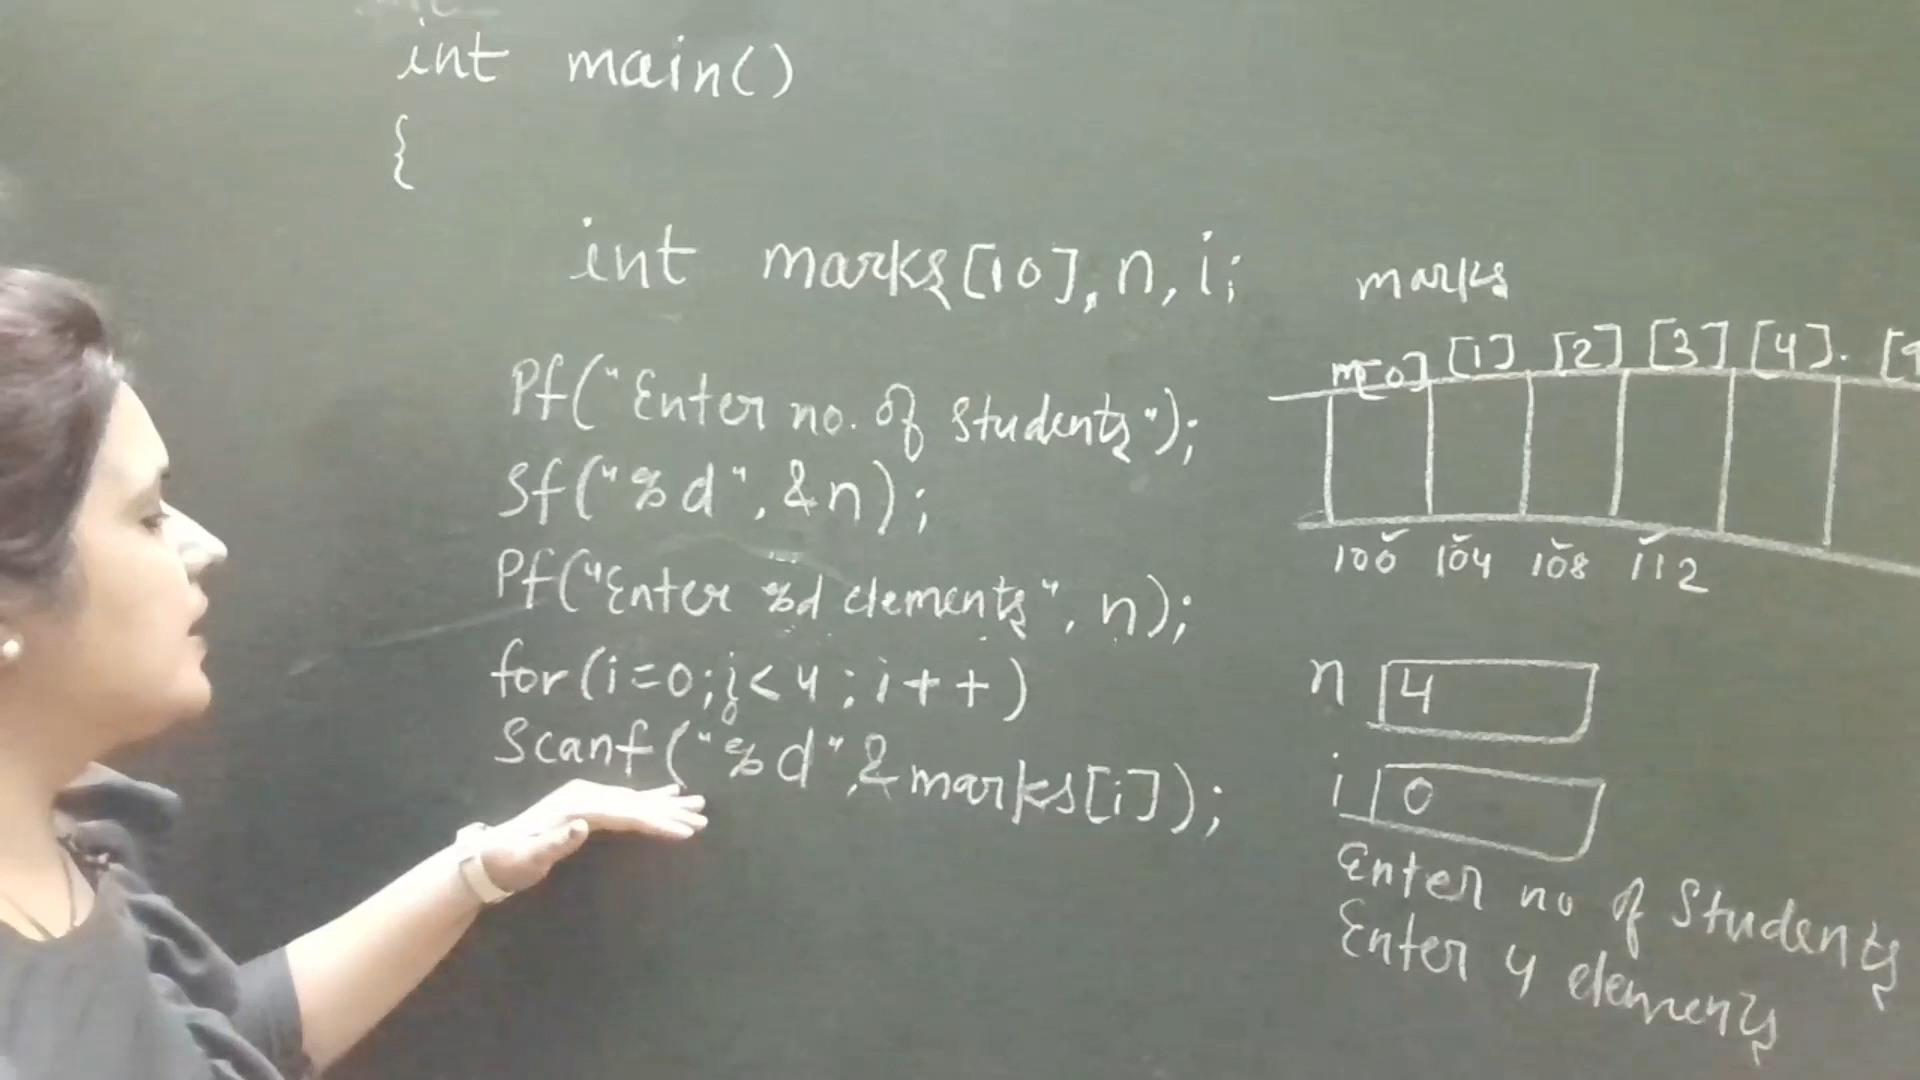 int main()
{
int marks[10], n, i;
Pf("Enter no. of students");
Sf("%d", &n);
Pf("Enter %d elements", n);
for(i=0;i<4;i++)
Scanf("%d",&marks[i]);
marks
m[0] [1] [2] [3] [4]. [9
100 104 108 112
n 4
i 0
Enter no of Students
Enter 4 elements